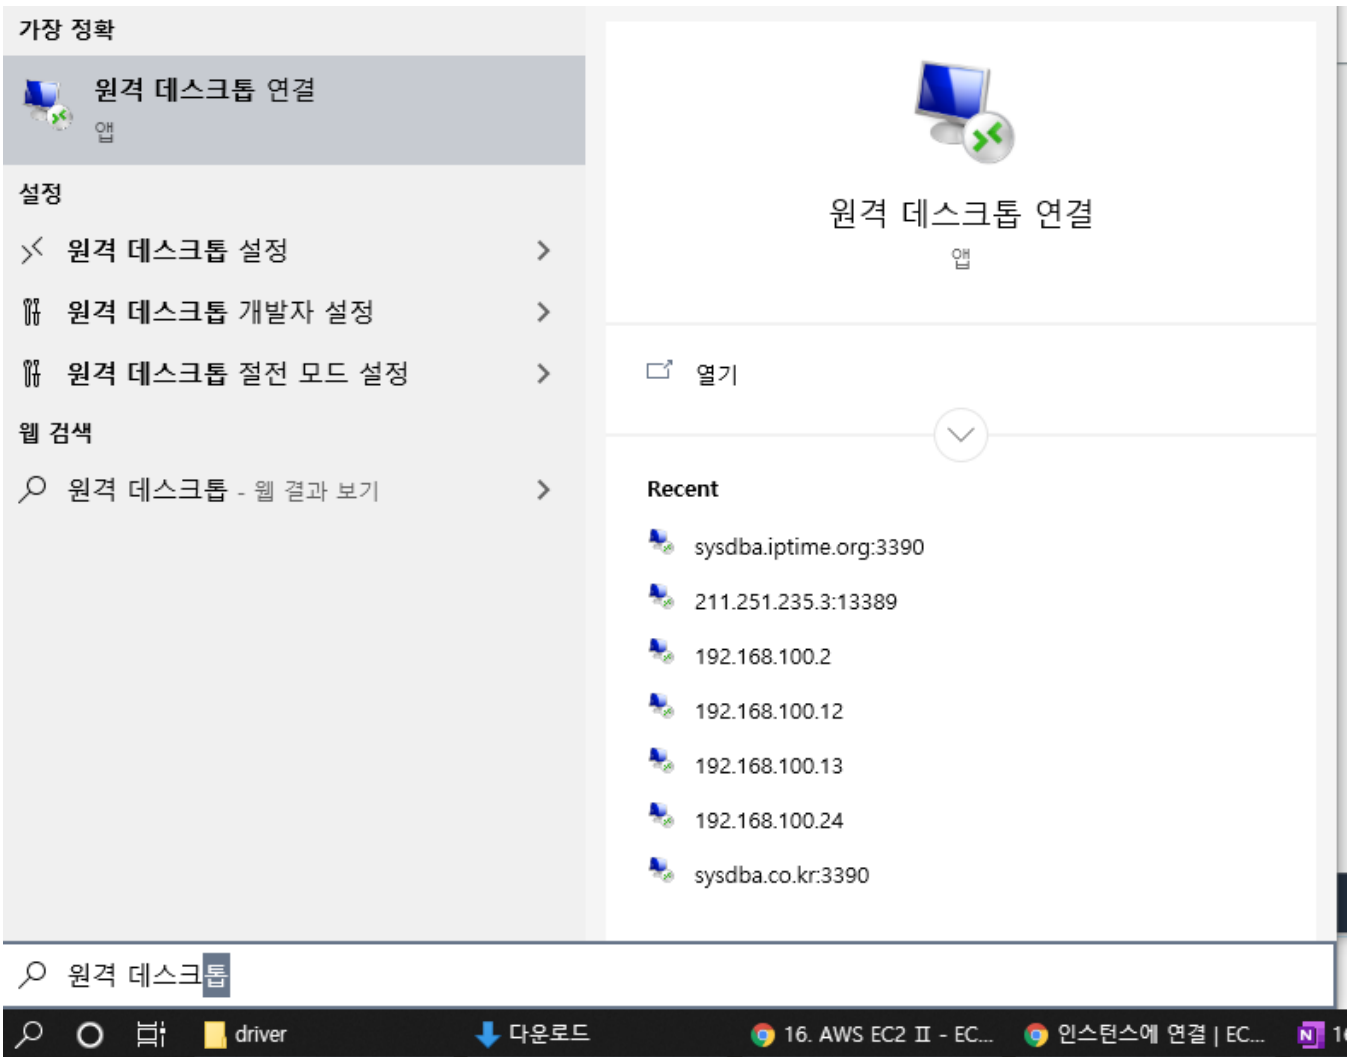 가장 정확
원격 데스크톱 연결
앱
설정
원격 데스크톱 설정
원격 데스크톱 개발자 설정
원격 데스크톱 절전 모드 설정
웹 검색
원격 데스크톱 - 웹 결과 보기
원격 데스크톱 연결
앱
열기
Recent
sysdba.iptime.org:3390
211.251.235.3:13389
192.168.100.2
192.168.100.12
192.168.100.13
192.168.100.24
sysdba.co.kr:3390
원격 데스크톱
driver
다운로드
16. AWS EC2 Ⅱ - EC...
인스턴스에 연결 | EC...